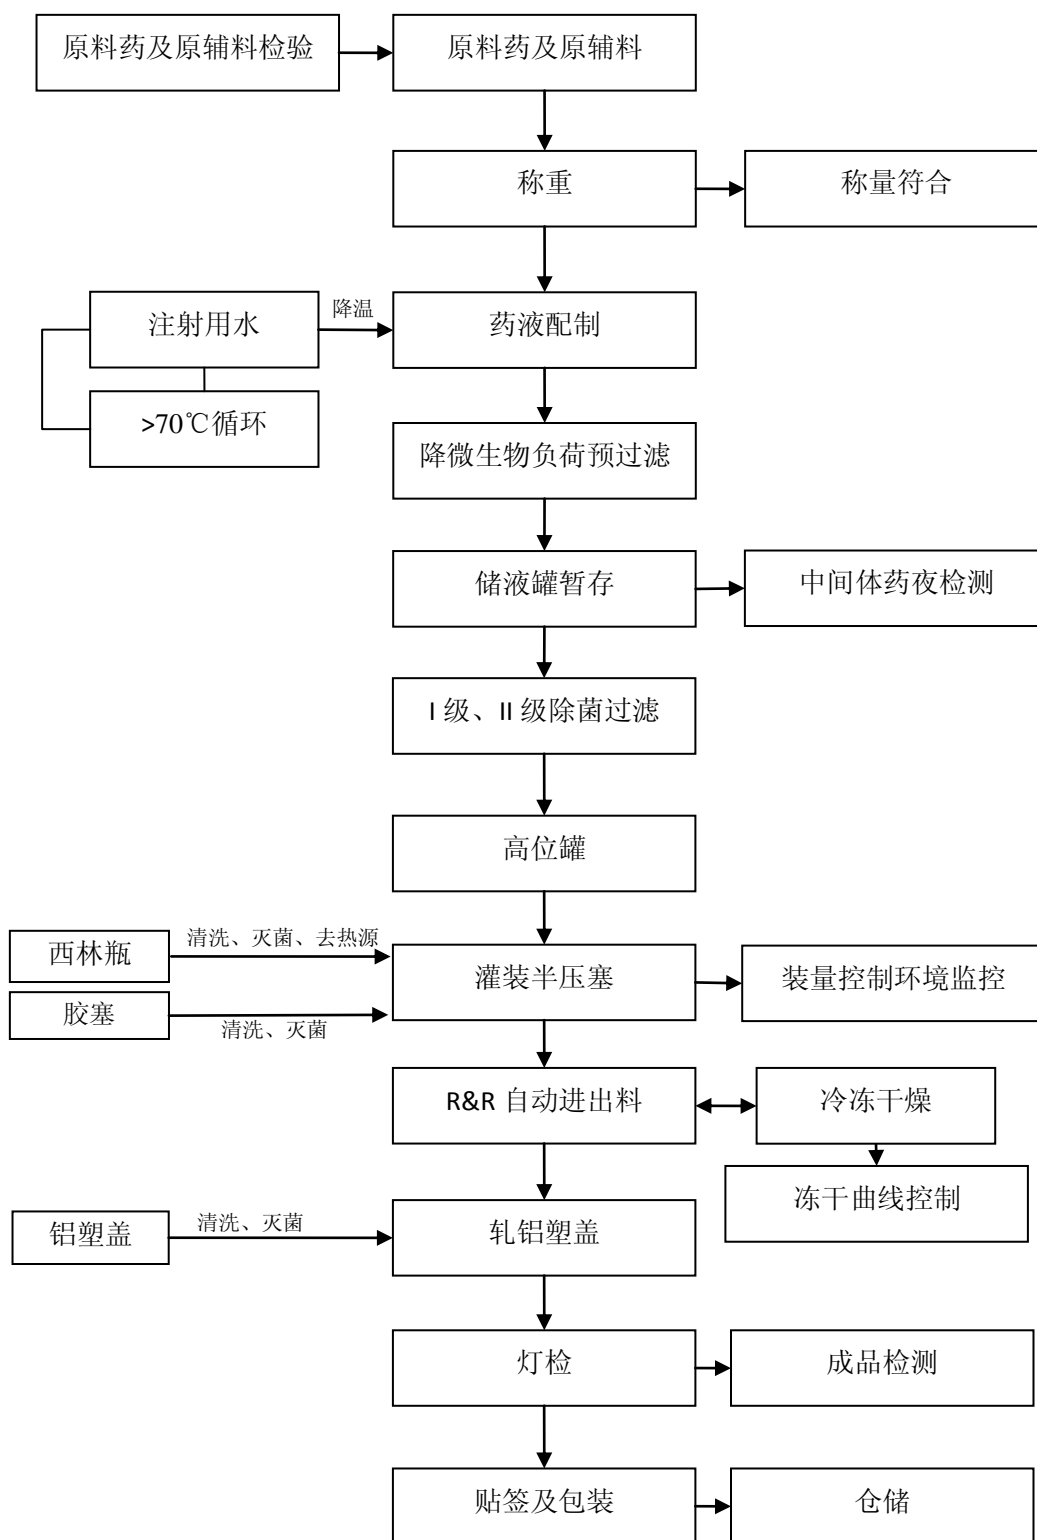 原料药及原辅料检验
原料药及原辅料
称重
称量符合
注射用水
降温
药液配制
>70℃循环
降微生物负荷预过滤
储液罐暂存
中间体药夜检测
I 级、II 级除菌过滤
高位罐
西林瓶
清洗、灭菌、去热源
灌装半压塞
装量控制环境监控
胶塞
清洗、灭菌
R&R 自动进出料
冷冻干燥
冻干曲线控制
铝塑盖
清洗、灭菌
轧铝塑盖
灯检
成品检测
贴签及包装
仓储